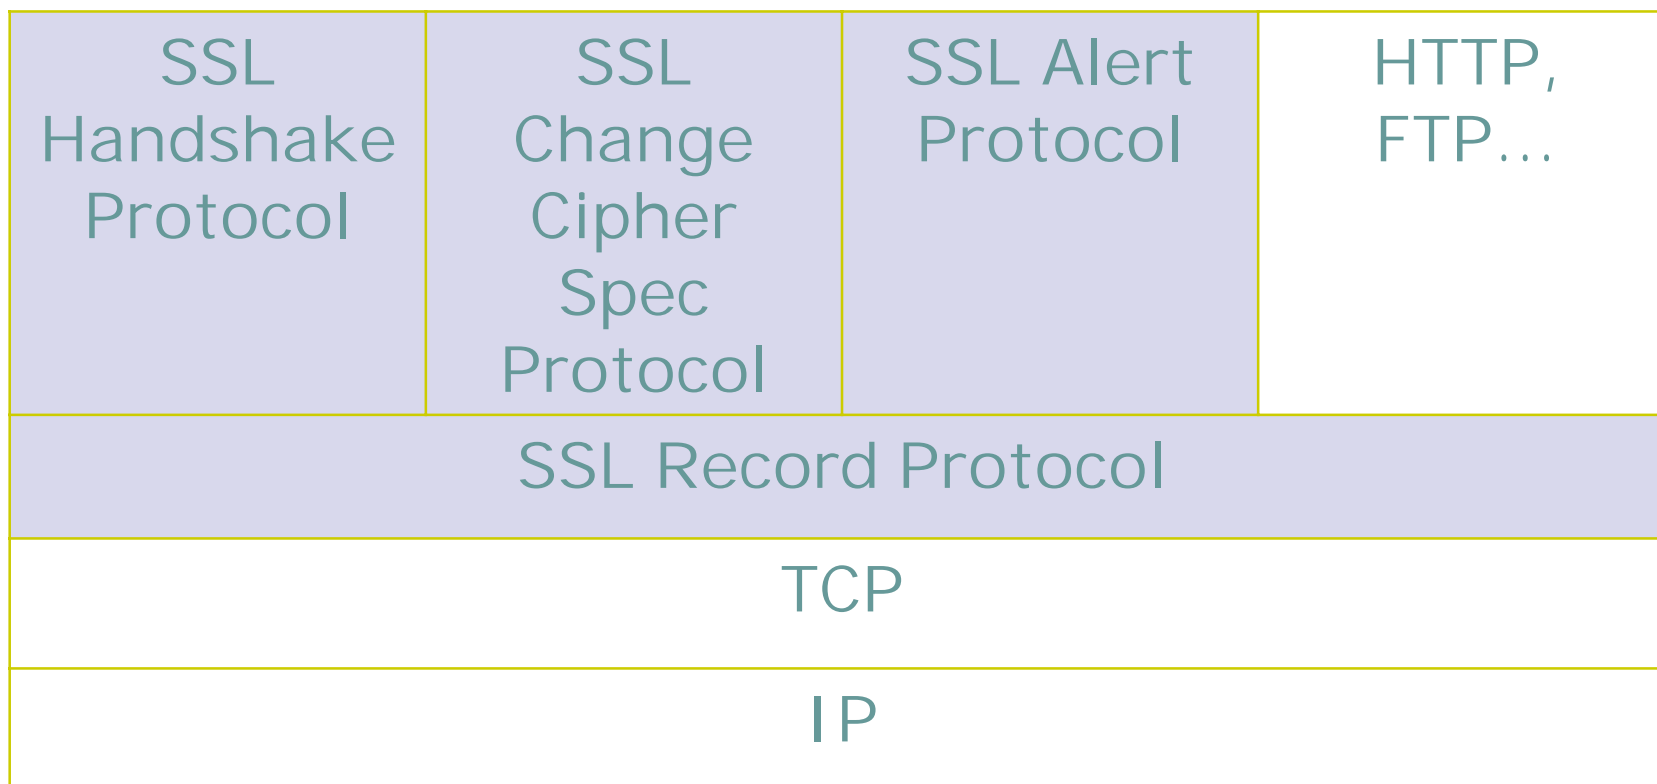 SSL
Handshake
Protocol
SSL
Change
Cipher
Spec
Protocol
SSL Alert
Protocol
HTTP,
FTP...
SSL Record Protocol
TCP
IP